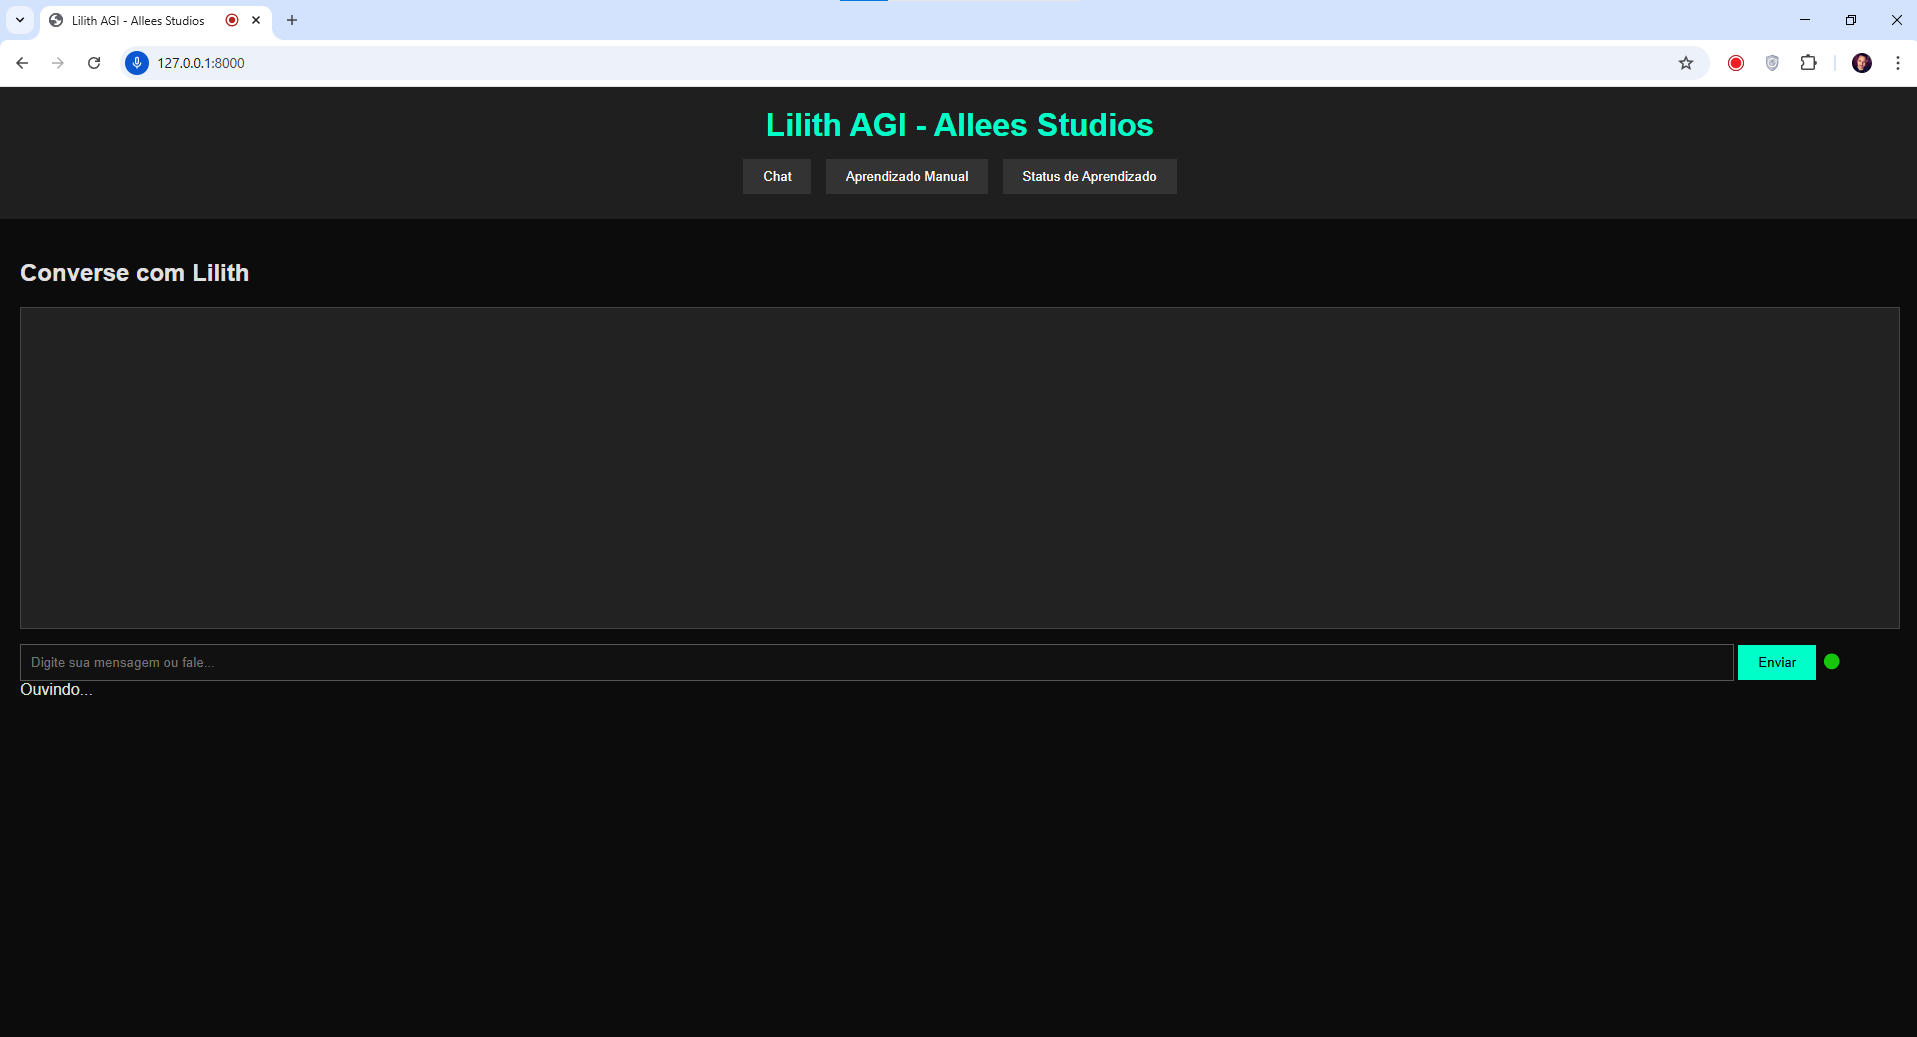 Lilith AGI - Allees Studios
127.0.0.1:8000
Lilith AGI - Allees Studios
Chat Aprendizado Manual Status de Aprendizado
Converse com Lilith
Digite sua mensagem ou fale...
Enviar
Ouvindo...